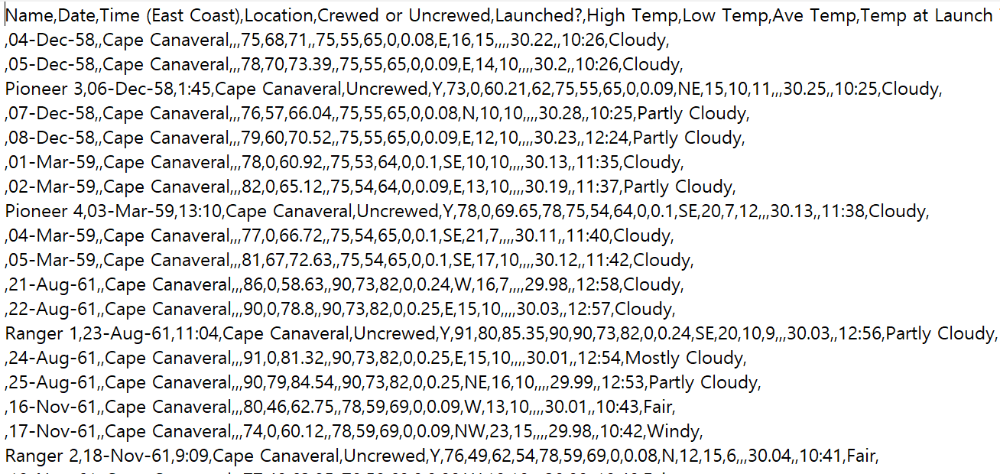 Name,Date,Time (East Coast),Location,Crewed or Uncrewed,Launched?,High Temp,Low Temp,Ave Temp,Temp at Launch
,04-Dec-58,,Cape Canaveral,,,75,68,71,,75,55,65,0,0.08,E,16,15,,,,30.22,,10:26,Cloudy,
,05-Dec-58,,Cape Canaveral,,,78,70,73.39,,75,55,65,0,0.09,E,14,10,,,,30.2,,10:26,Cloudy,
Pioneer 3,06-Dec-58,1:45,Cape Canaveral,Uncrewed,Y,73,0,60.21,62,75,55,65,0,0.09,NE,15,10,11,,,30.25,,10:25,Cloudy,
,07-Dec-58,,Cape Canaveral,,,76,57,66.04,,75,55,65,0,0.08,N,10,10,,,,30.28,,10:25,Partly Cloudy,
,08-Dec-58,,Cape Canaveral,,,79,60,70.52,,75,55,65,0,0.09,E,12,10,,,,30.23,,12:24,Partly Cloudy,
,01-Mar-59,,Cape Canaveral,,,78,0,60.92,,75,53,64,0,0.1,SE,10,10,,,,30.13,,11:35,Cloudy,
,02-Mar-59,,Cape Canaveral,,,82,0,65.12,,75,54,64,0,0.09,E,13,10,,,,30.19,,11:37,Partly Cloudy,
Pioneer 4,03-Mar-59,13:10,Cape Canaveral,Uncrewed,Y,78,0,69.65,78,75,54,64,0,0.1,SE,20,7,12,,,30.13,,11:38,Cloudy,
,04-Mar-59,,Cape Canaveral,,,77,0,66.72,,75,54,65,0,0.1,SE,21,7,,,,30.11,,11:40,Cloudy,
,05-Mar-59,,Cape Canaveral,,,81,67,72.63,,75,54,65,0,0.1,SE,17,10,,,,30.12,,11:42,Cloudy,
,21-Aug-61,,Cape Canaveral,,,86,0,58.63,,90,73,82,0,0.24,W,16,7,,,,29.98,,12:58,Cloudy,
,22-Aug-61,,Cape Canaveral,,,90,0,78.8,,90,73,82,0,0.25,E,15,10,,,,30.03,,12:57,Cloudy,
Ranger 1,23-Aug-61,11:04,Cape Canaveral,Uncrewed,Y,91,80,85.35,90,90,73,82,0,0.24,SE,20,10,9,,,30.03,,12:56,Partly Cloudy,
,24-Aug-61,,Cape Canaveral,,,91,0,81.32,,90,73,82,0,0.25,E,15,10,,,,30.01,,12:54,Mostly Cloudy,
,25-Aug-61,,Cape Canaveral,,,90,79,84.54,,90,73,82,0,0.25,NE,16,10,,,,29.99,,12:53,Partly Cloudy,
,16-Nov-61,,Cape Canaveral,,,80,46,62.75,,78,59,69,0,0.09,W,13,10,,,,30.01,,10:43,Fair,
,17-Nov-61,,Cape Canaveral,,,74,0,60.12,,78,59,69,0,0.09,NW,23,15,,,,29.98,,10:42,Windy,
Ranger 2,18-Nov-61,9:09,Cape Canaveral,Uncrewed,Y,76,49,62,54,78,59,69,0,0.08,N,12,15,6,,,30.04,,10:41,Fair,